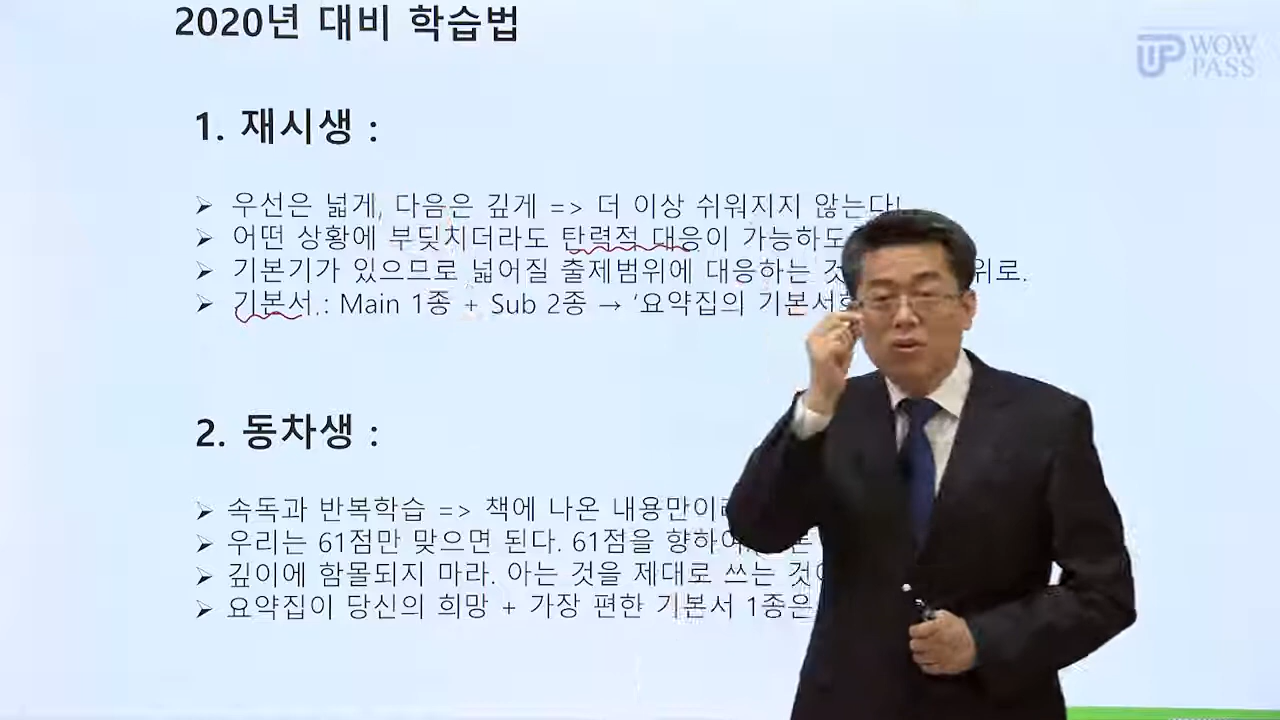 2020년 대비 학습법
WOW
PASS
1. 재시생 :
➢ 우선은 넓게, 다음은 깊게 => 더 이상 쉬워지지 않는다!
➢ 어떤 상황에 부딪치더라도 탄력적 대응이 가능하도
➢ 기본기가 있으므로 넓어질 출제범위에 대응하는 위로.
➢ 기본서 : Main 1종 + Sub 2종 → ‘요약집의 기본서
2. 동차생 :
➢ 속독과 반복학습 => 책에 나온 내용만이
➢ 우리는 61점만 맞으면 된다. 61점을 향하여
➢ 깊이에 함몰되지 마라. 아는 것을 제대로 쓰는
➢ 요약집이 당신의 희망 + 가장 편한 기본서 1종은